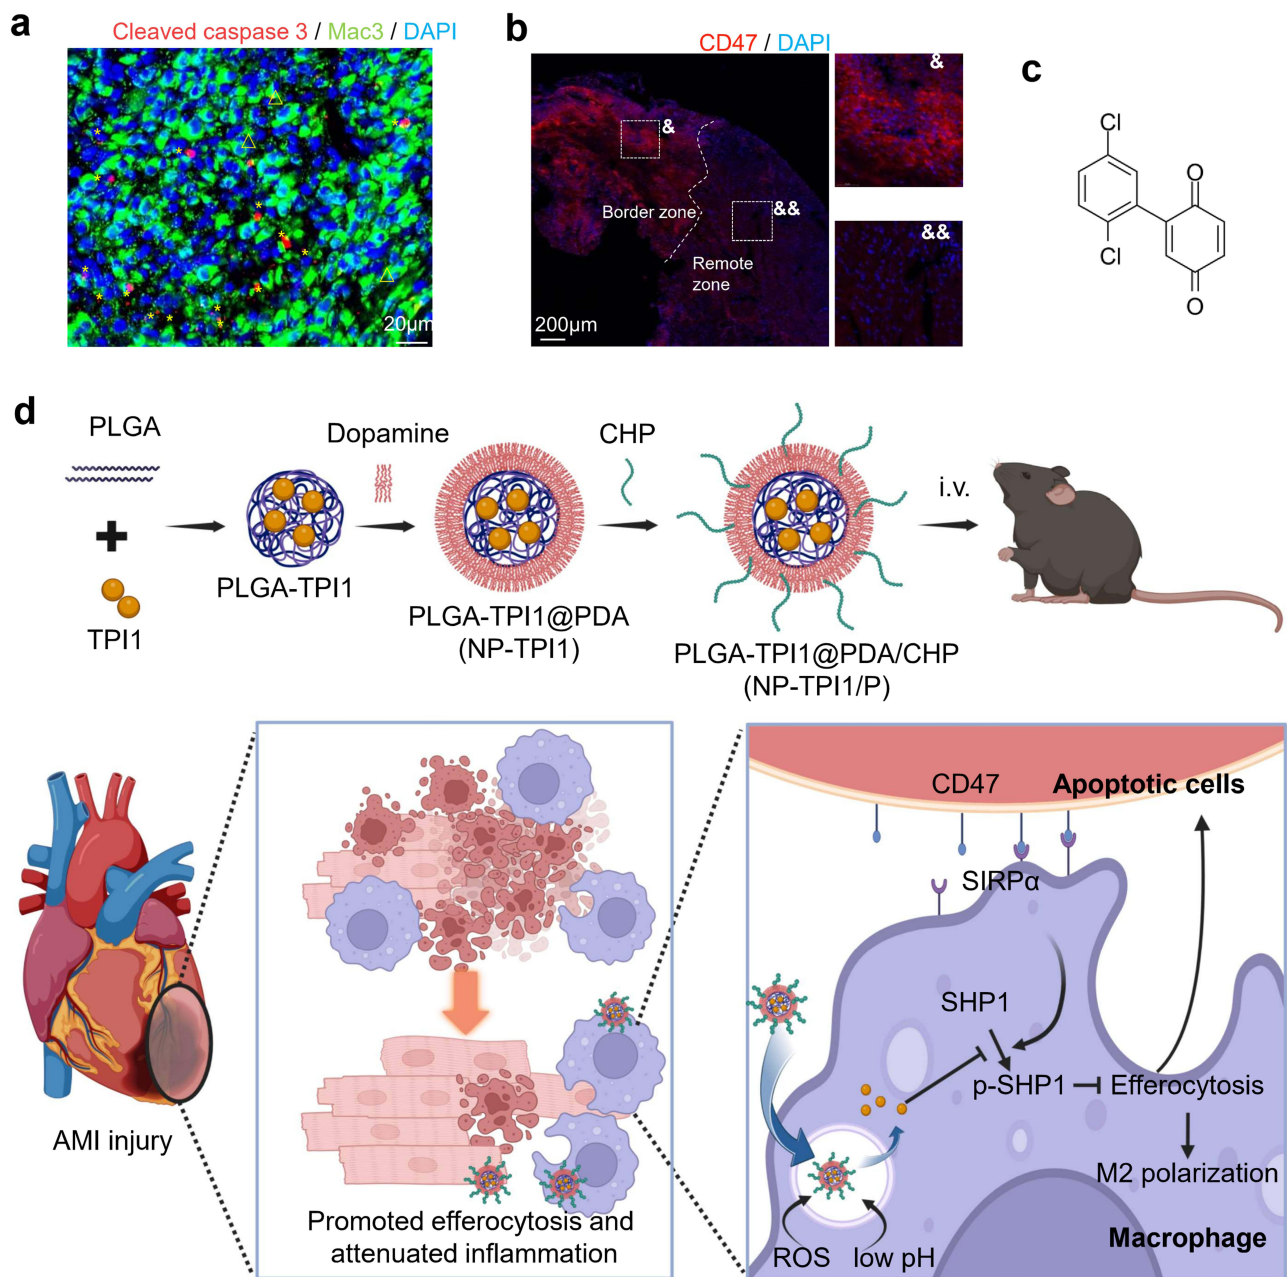 a
Cleaved caspase 3 / Mac3 / DAPI
20µm
b
CD47 / DAPI
&
&&
Border zone
Remote
zone
200µm
&
&&
c
Cl
Cl
O
O
d
PLGA
TPI1
PLGA-TPI1
Dopamine
PLGA-TPI1@PDA
(NP-TPI1)
CHP
PLGA-TPI1@PDA/CHP
(NP-TPI1/P)
i.v.
AMI injury
Promoted efferocytosis and
attenuated inflammation
CD47
Apoptotic cells
SIRPα
SHP1
p-SHP1
Efferocytosis
M2 polarization
ROS
low pH
Macrophage